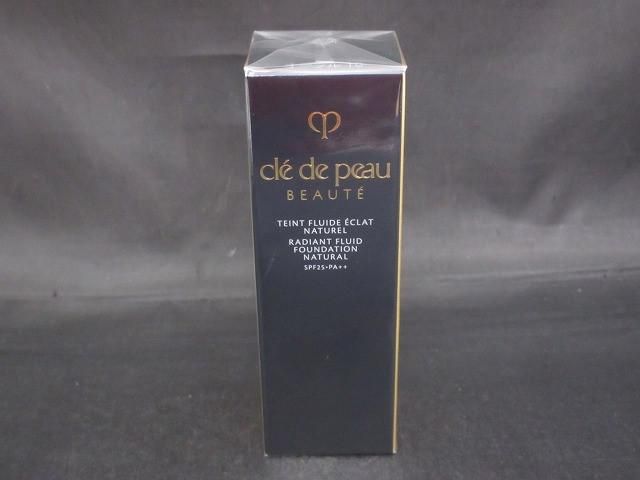 clé de peau
BEAUTÉ
TEINT FLUIDE ÉCLAT
NATUREL
RADIANT FLUID
FOUNDATION
NATURAL
SPF25•PA++